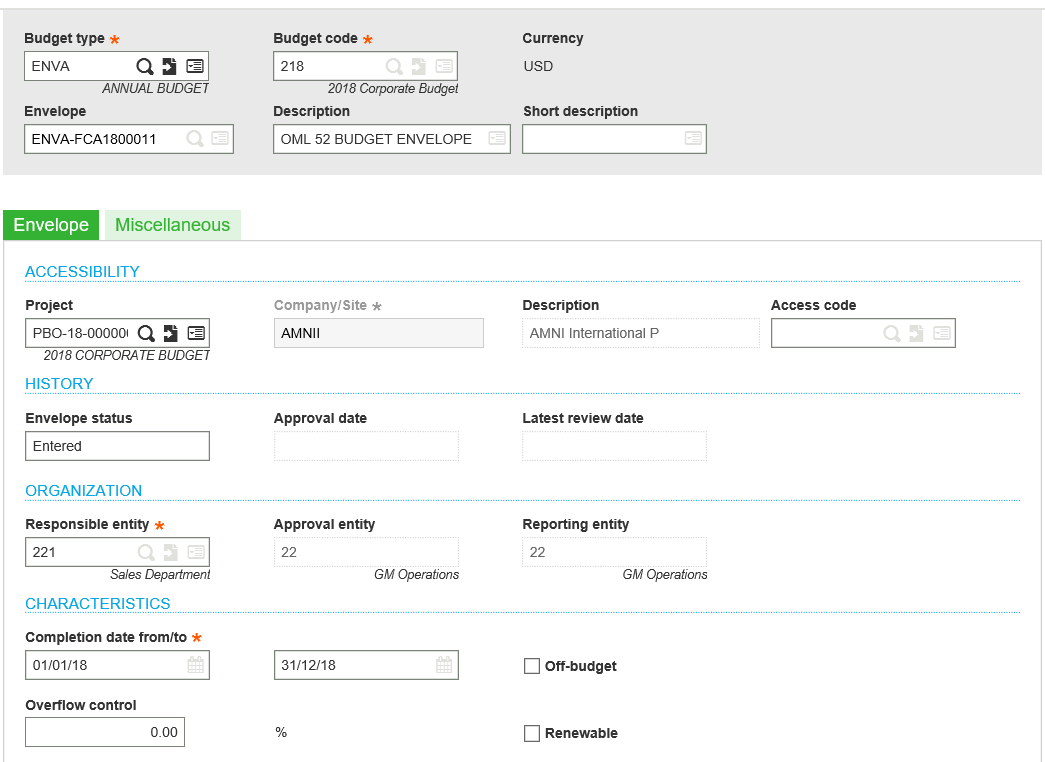 Budget type * Budget code * Currency
ENVA 218 USD
ANNUAL BUDGET 2018 Corporate Budget
Envelope Description Short description
ENVA-FCA1800011 OML 52 BUDGET ENVELOPE
Envelope Miscellaneous
ACCESSIBILITY
Project Company/Site * Description Access code
PBO-18-00000 AMNII AMNI International P
2018 CORPORATE BUDGET
HISTORY
Envelope status Approval date Latest review date
Entered
ORGANIZATION
Responsible entity * Approval entity Reporting entity
221 22 22
Sales Department GM Operations GM Operations
CHARACTERISTICS
Completion date from/to *
01/01/18 31/12/18 Off-budget
Overflow control
0.00 % Renewable